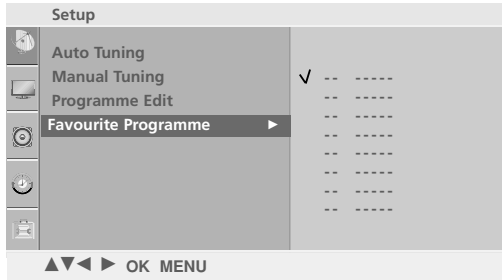 Setup
Auto Tuning
Manual Tuning
Programme Edit
Favourite Programme ►
√ -- -----
-- -----
-- -----
-- -----
-- -----
-- -----
-- -----
-- -----
▲▼◄ ► OK MENU